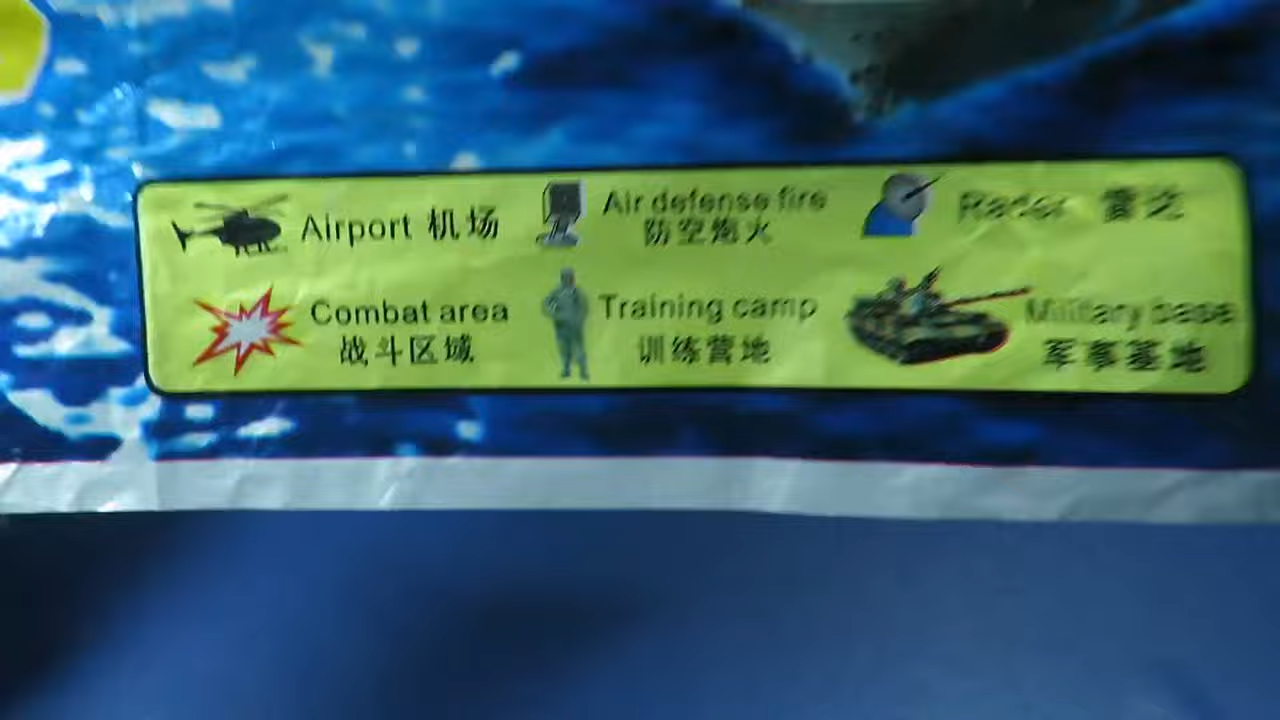 Airport 机场
Air defense fire
防空炮火
Radar 雷达
Combat area
战斗区域
Training camp
训练营地
Military base
军事基地